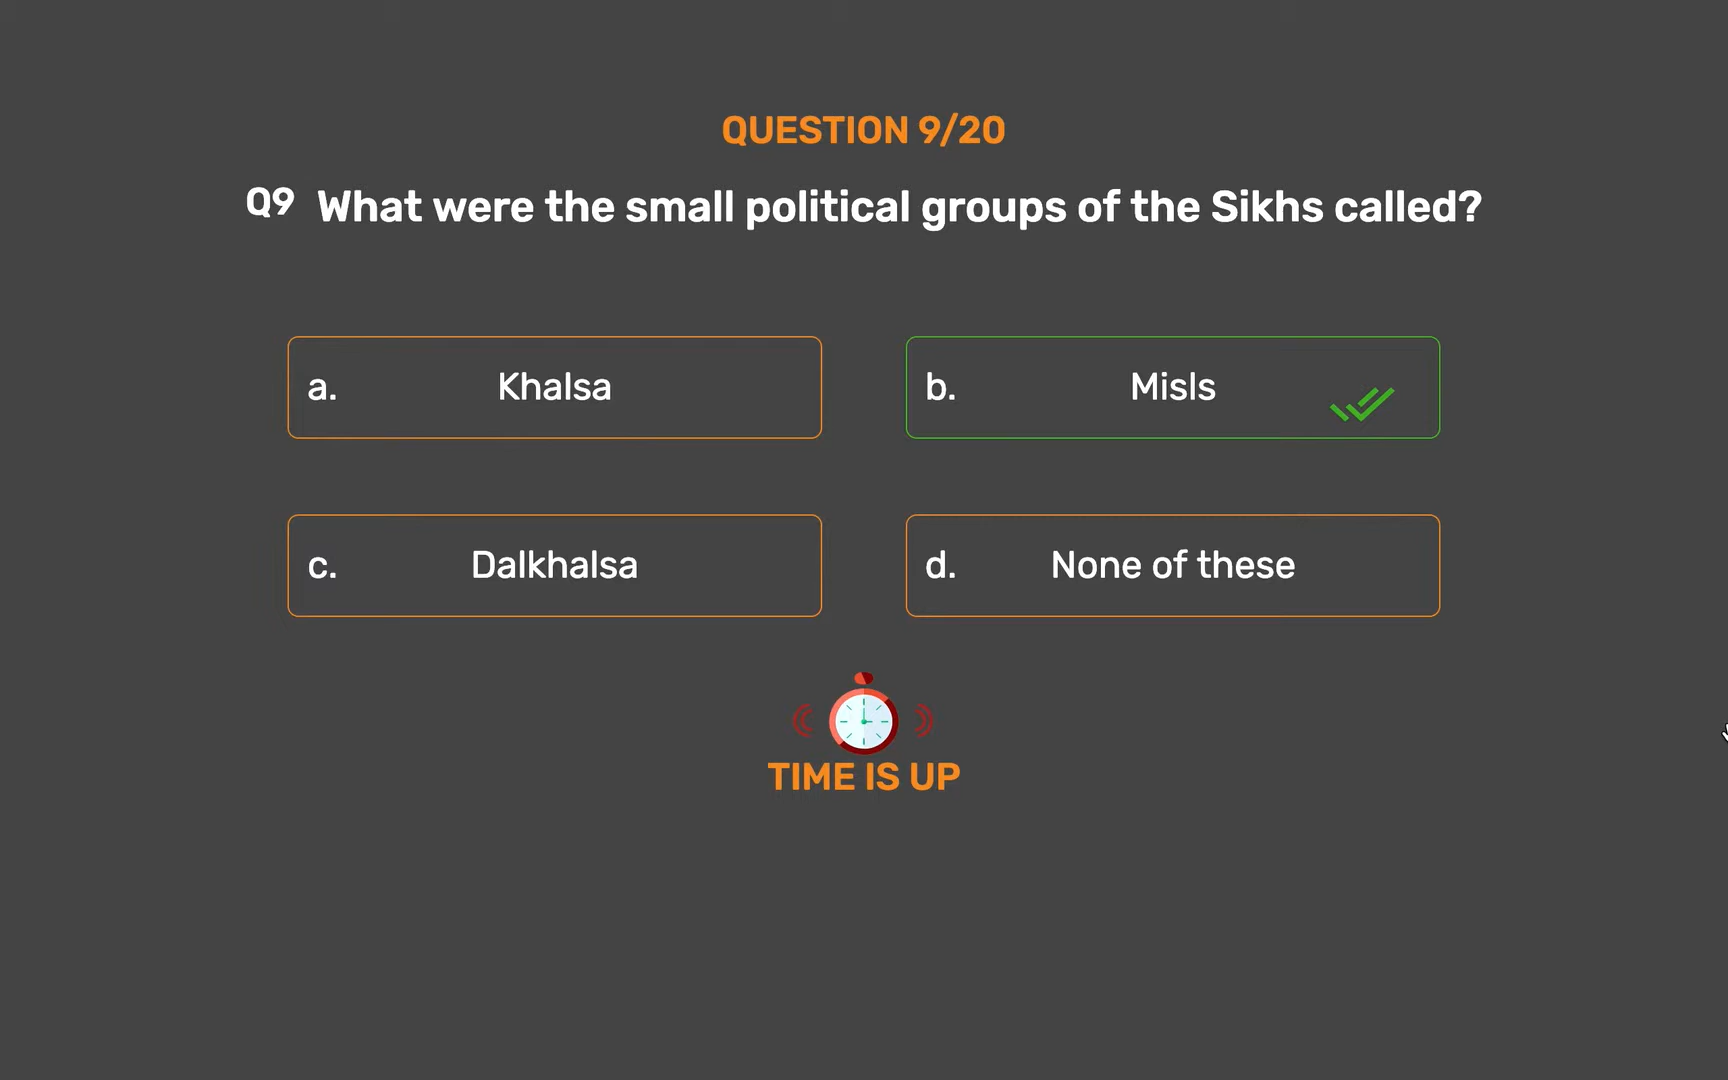 QUESTION 9/20
Q9 What were the small political groups of the Sikhs called?
a. Khalsa
b. Misls
c. Dalkhalsa
d. None of these
TIME IS UP